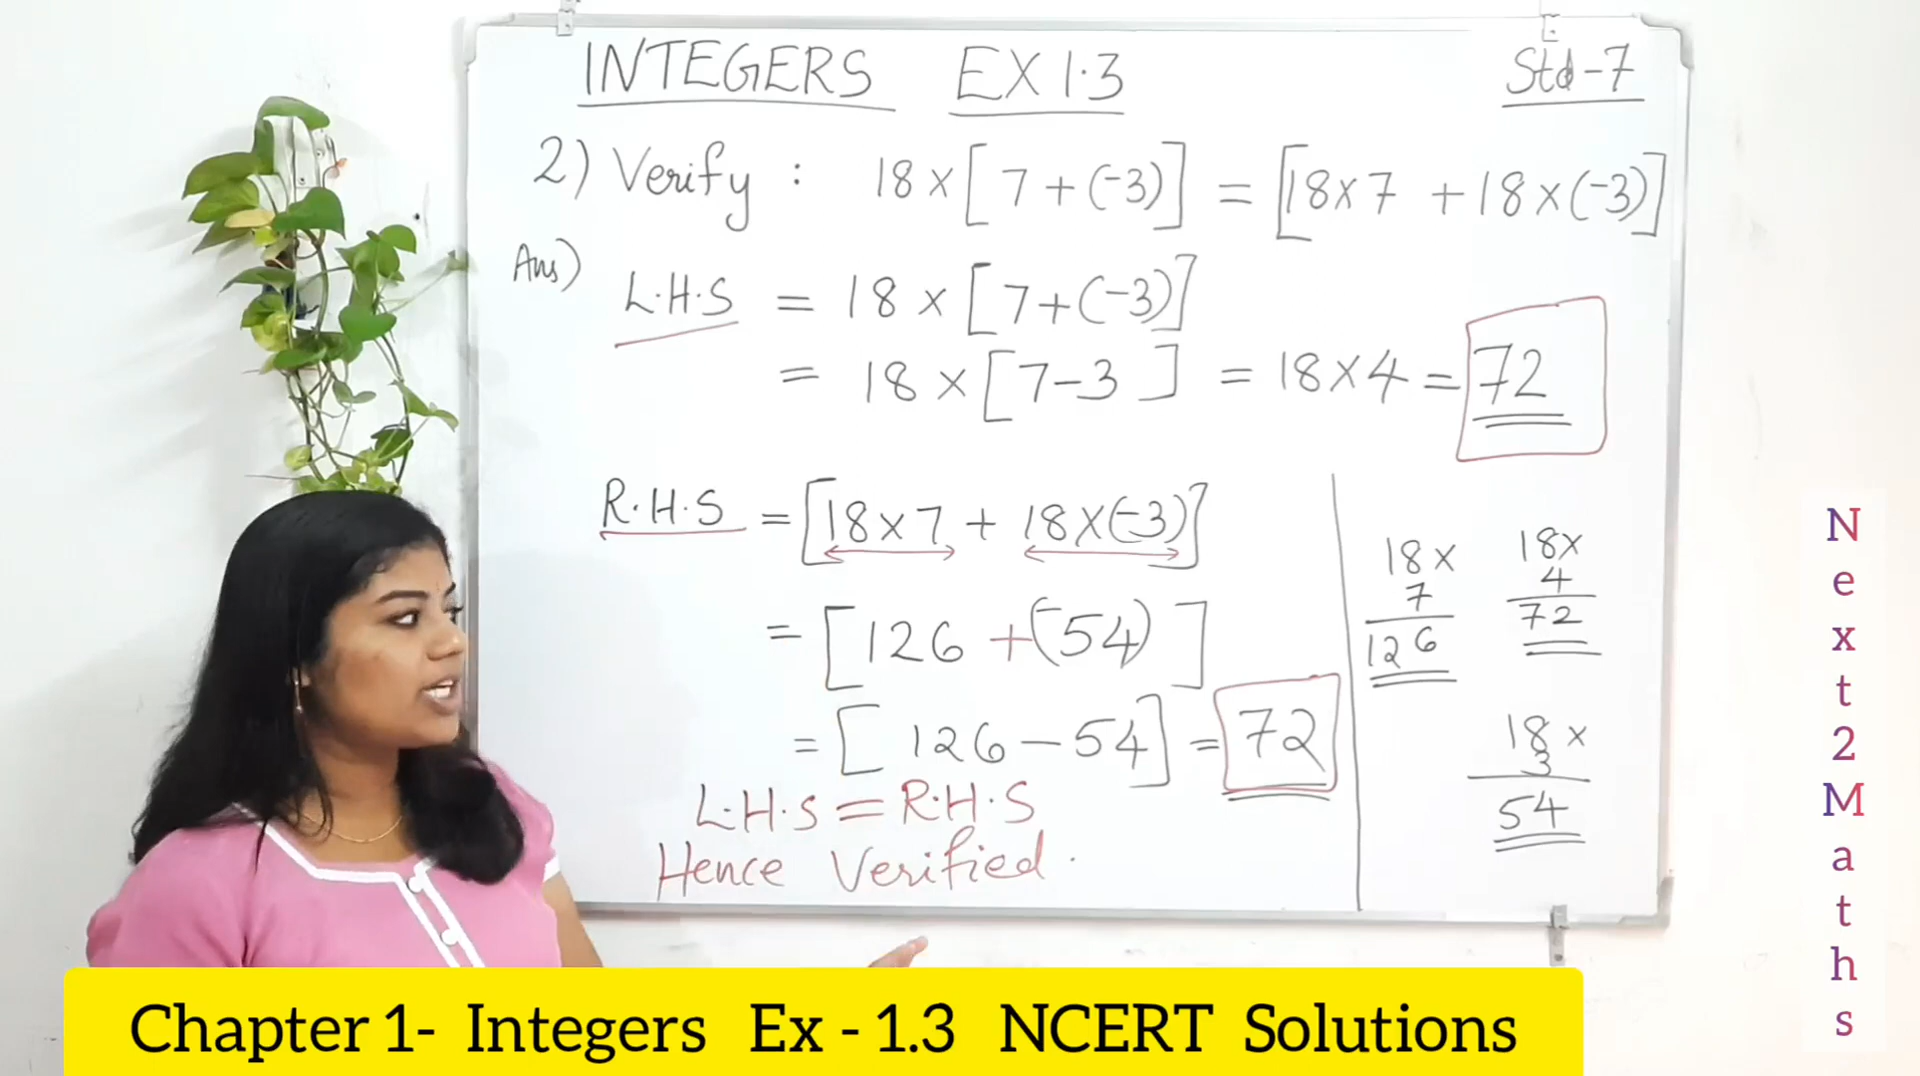 INTEGERS EX 1.3 Std-7
2) Verify : 18 × [7 + (-3)] = [18×7 + 18×(-3)]
Ans)
L.H.S = 18 × [7+(-3)]
= 18 × [7-3] = 18×4 = 72
R.H.S = [18×7 + 18×(-3)]
= [126 +(-54)]
= [126 - 54] = 72
L.H.S = R.H.S
Hence Verified.
18 ×
7
126
18×
4
72
18 ×
3
54
Next2Maths
Chapter 1- Integers Ex - 1.3 NCERT Solutions